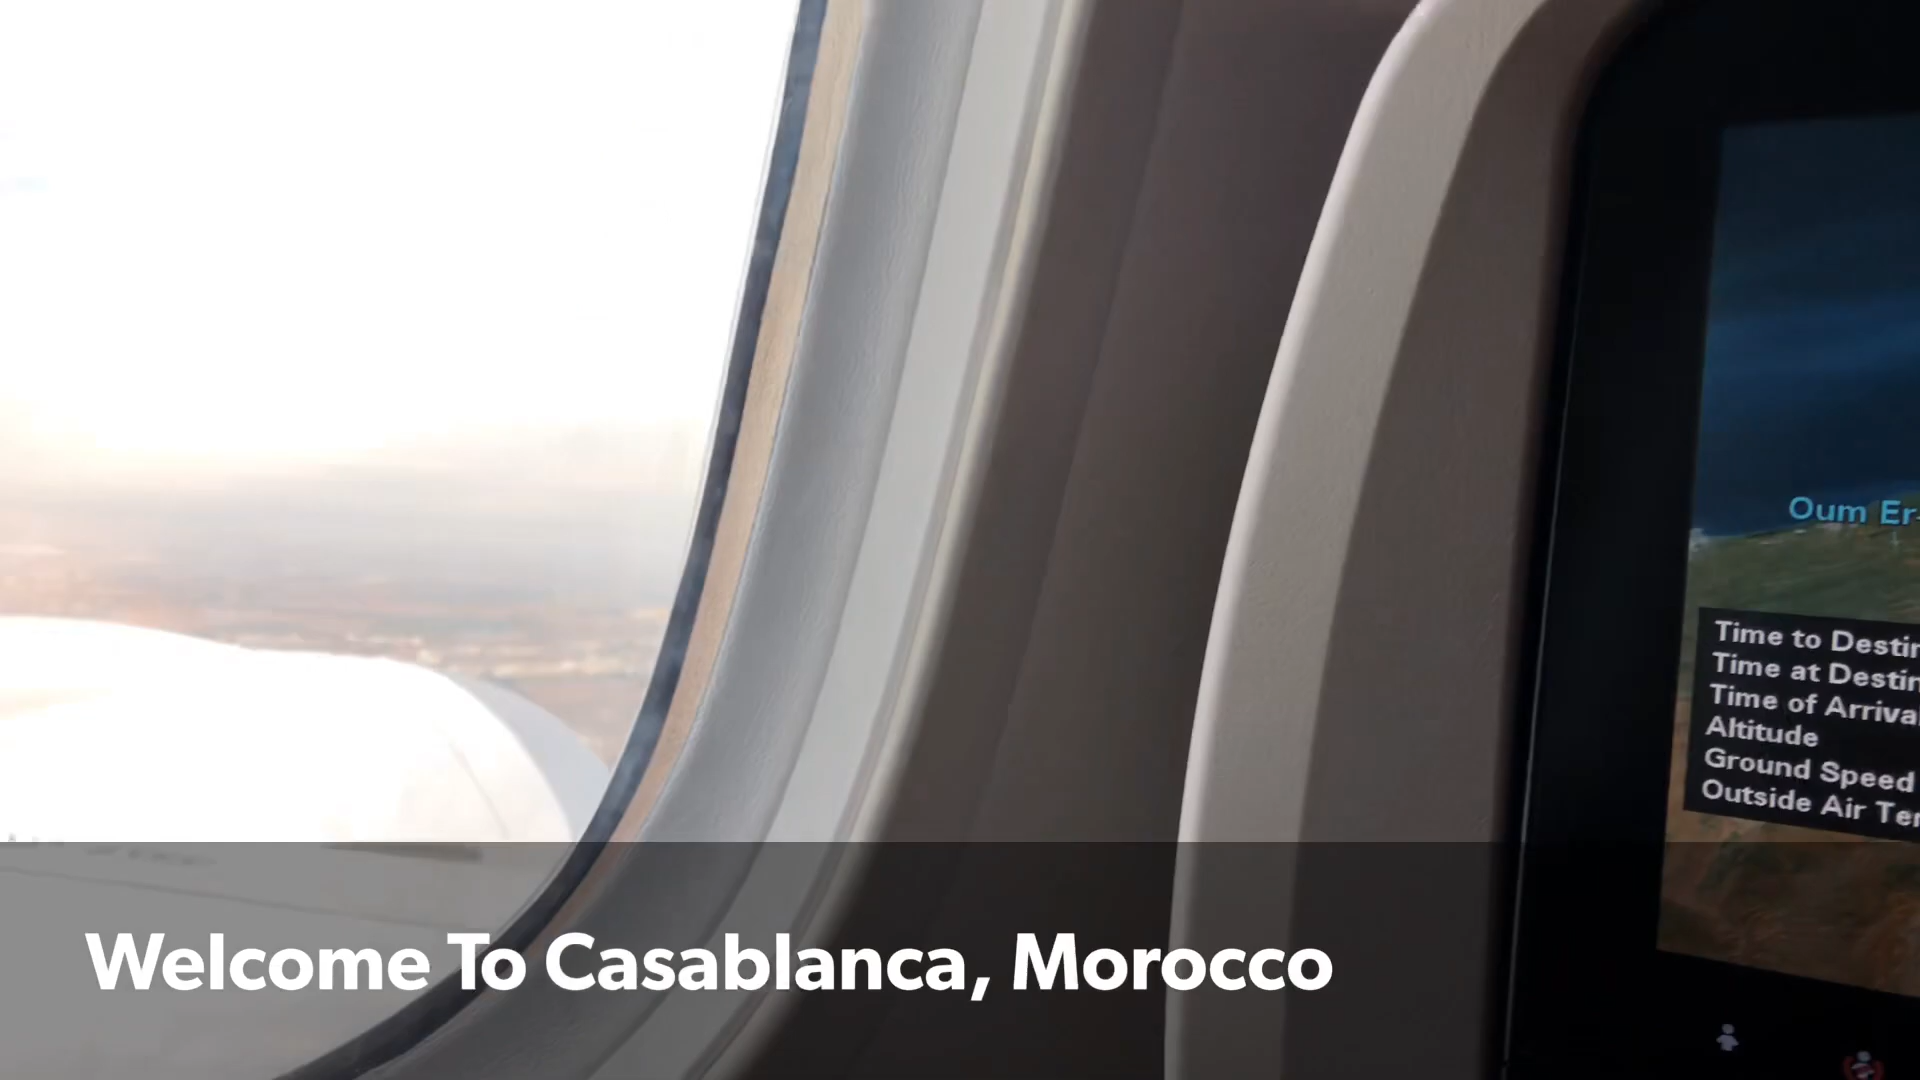 Oum Er-
Time to Destin
Time at Destin
Time of Arrival
Altitude
Ground Speed
Outside Air Ter
Welcome To Casablanca, Morocco